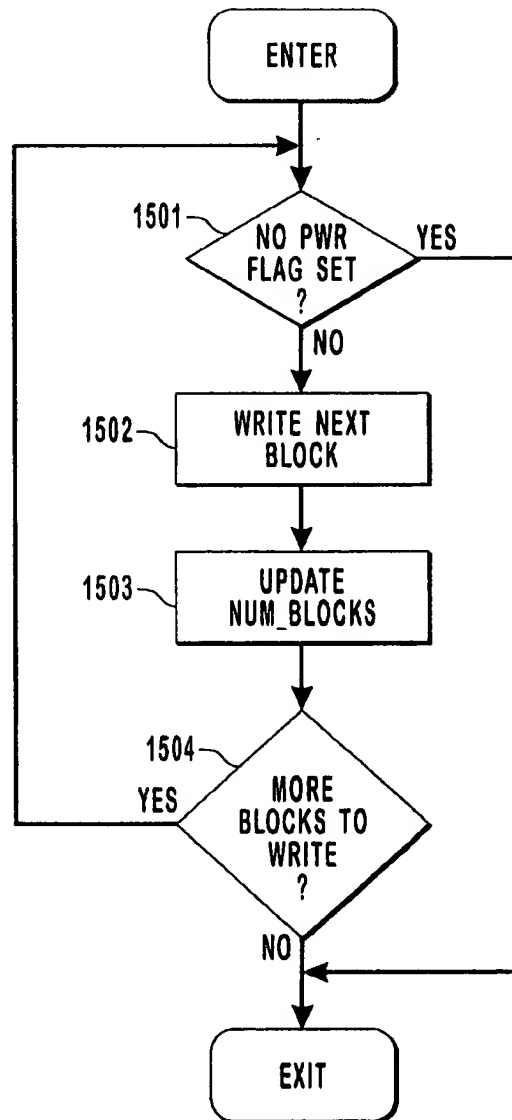 ENTER
1501
NO PWR
FLAG SET
?
YES
NO
1502
WRITE NEXT
BLOCK
1503
UPDATE
NUM_BLOCKS
1504
YES
MORE
BLOCKS TO
WRITE
?
NO
EXIT